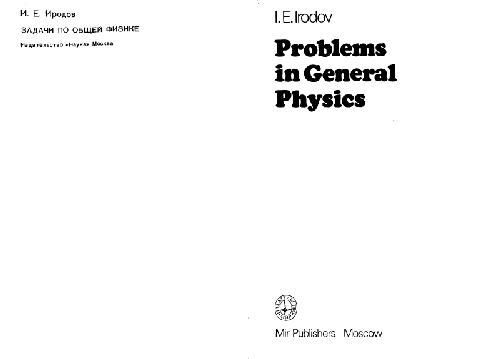 И. Е. Иродов
ЗАДАЧИ ПО ОБЩЕЙ ФИЗИКЕ
Издательство «Наука» Москва
I.E.Irodov
Problems
in General
Physics
Mir Publishers Moscow